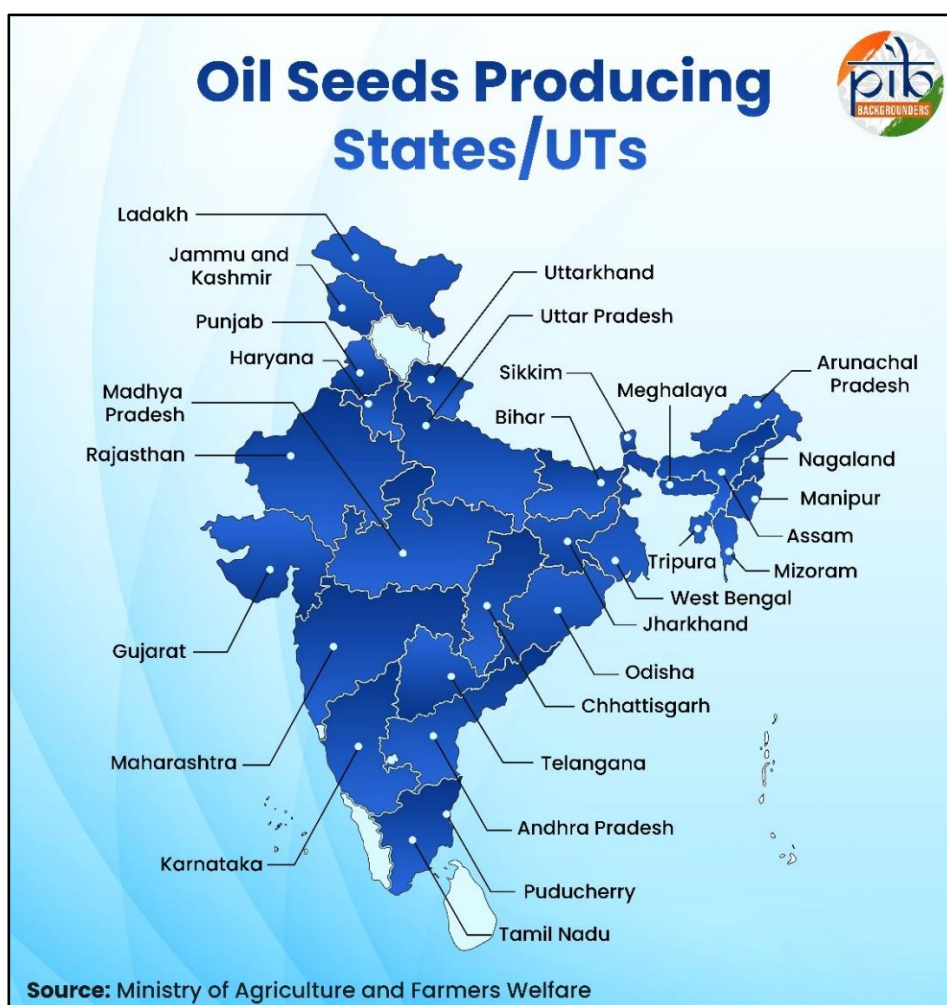 Oil Seeds Producing
States/UTs
pib
BACKGROUNDERS
Ladakh
Jammu and
Kashmir
Punjab
Haryana
Madhya
Pradesh
Rajasthan
Gujarat
Maharashtra
Karnataka
Uttarkhand
Uttar Pradesh
Sikkim
Bihar
Meghalaya
Arunachal
Pradesh
Nagaland
Manipur
Assam
Tripura
Mizoram
West Bengal
Jharkhand
Odisha
Chhattisgarh
Telangana
Andhra Pradesh
Puducherry
Tamil Nadu
Source: Ministry of Agriculture and Farmers Welfare